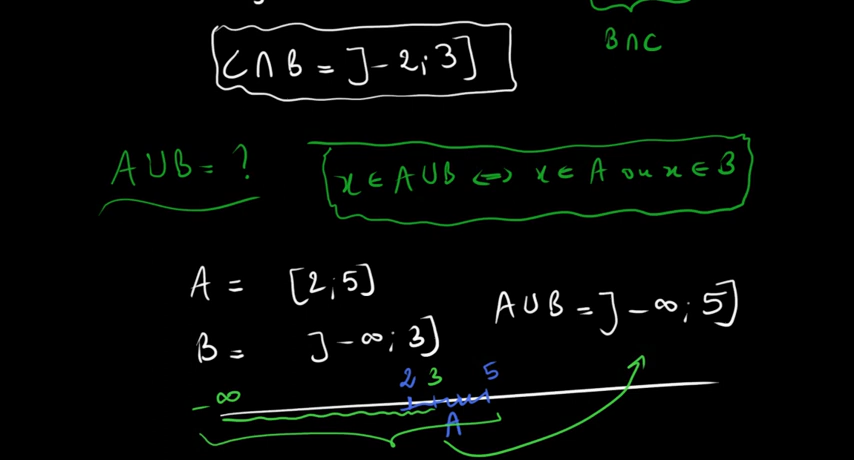 B∩C
C∩B = ]-2;3]
A∪B = ?
x ∈ A∪B ⇔ x ∈ A ou x ∈ B
A = [2;5]
A∪B = ]-∞;5]
B = ]-∞;3]
-∞ 2 3 5
A